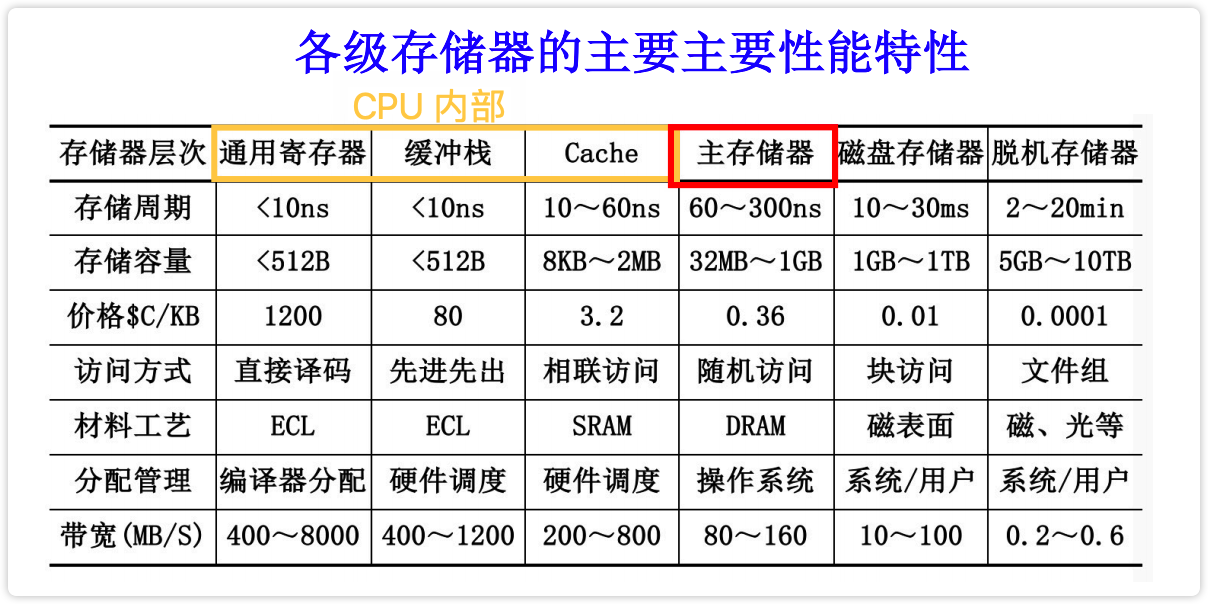 各级存储器的主要主要性能特性
CPU 内部
存储器层次 通用寄存器 缓冲栈 Cache 主存储器 磁盘存储器 脱机存储器
存储周期 <10ns <10ns 10～60ns 60～300ns 10～30ms 2～20min
存储容量 <512B <512B 8KB～2MB 32MB～1GB 1GB～1TB 5GB～10TB
价格$C/KB 1200 80 3.2 0.36 0.01 0.0001
访问方式 直接译码 先进先出 相联访问 随机访问 块访问 文件组
材料工艺 ECL ECL SRAM DRAM 磁表面 磁、光等
分配管理 编译器分配 硬件调度 硬件调度 操作系统 系统/用户 系统/用户
带宽(MB/S) 400～8000 400～1200 200～800 80～160 10～100 0.2～0.6